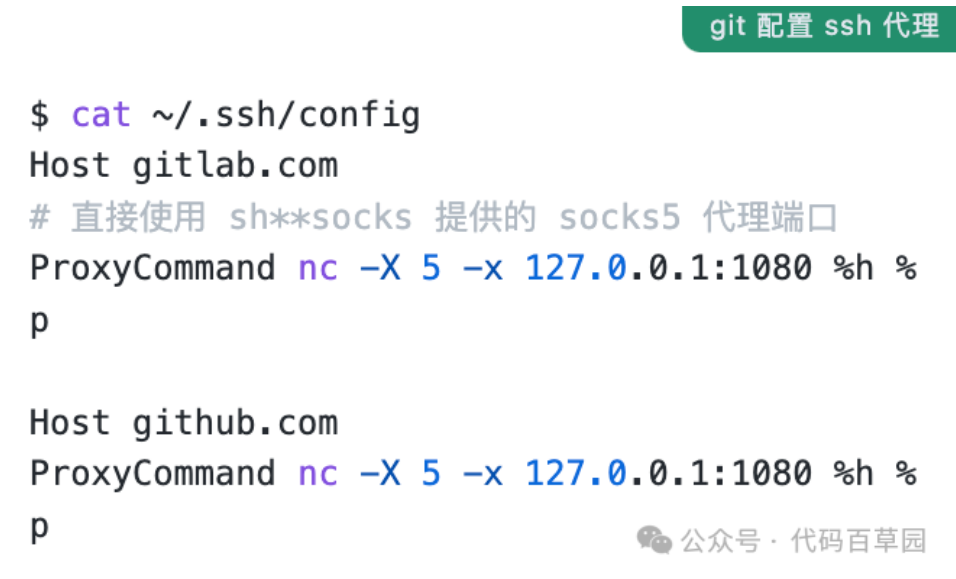 git 配置 ssh 代理
$ cat ~/.ssh/config
Host gitlab.com
# 直接使用 sh**socks 提供的 socks5 代理端口
ProxyCommand nc -X 5 -x 127.0.0.1:1080 %h %
p
Host github.com
ProxyCommand nc -X 5 -x 127.0.0.1:1080 %h %
p
公众号 · 代码百草园